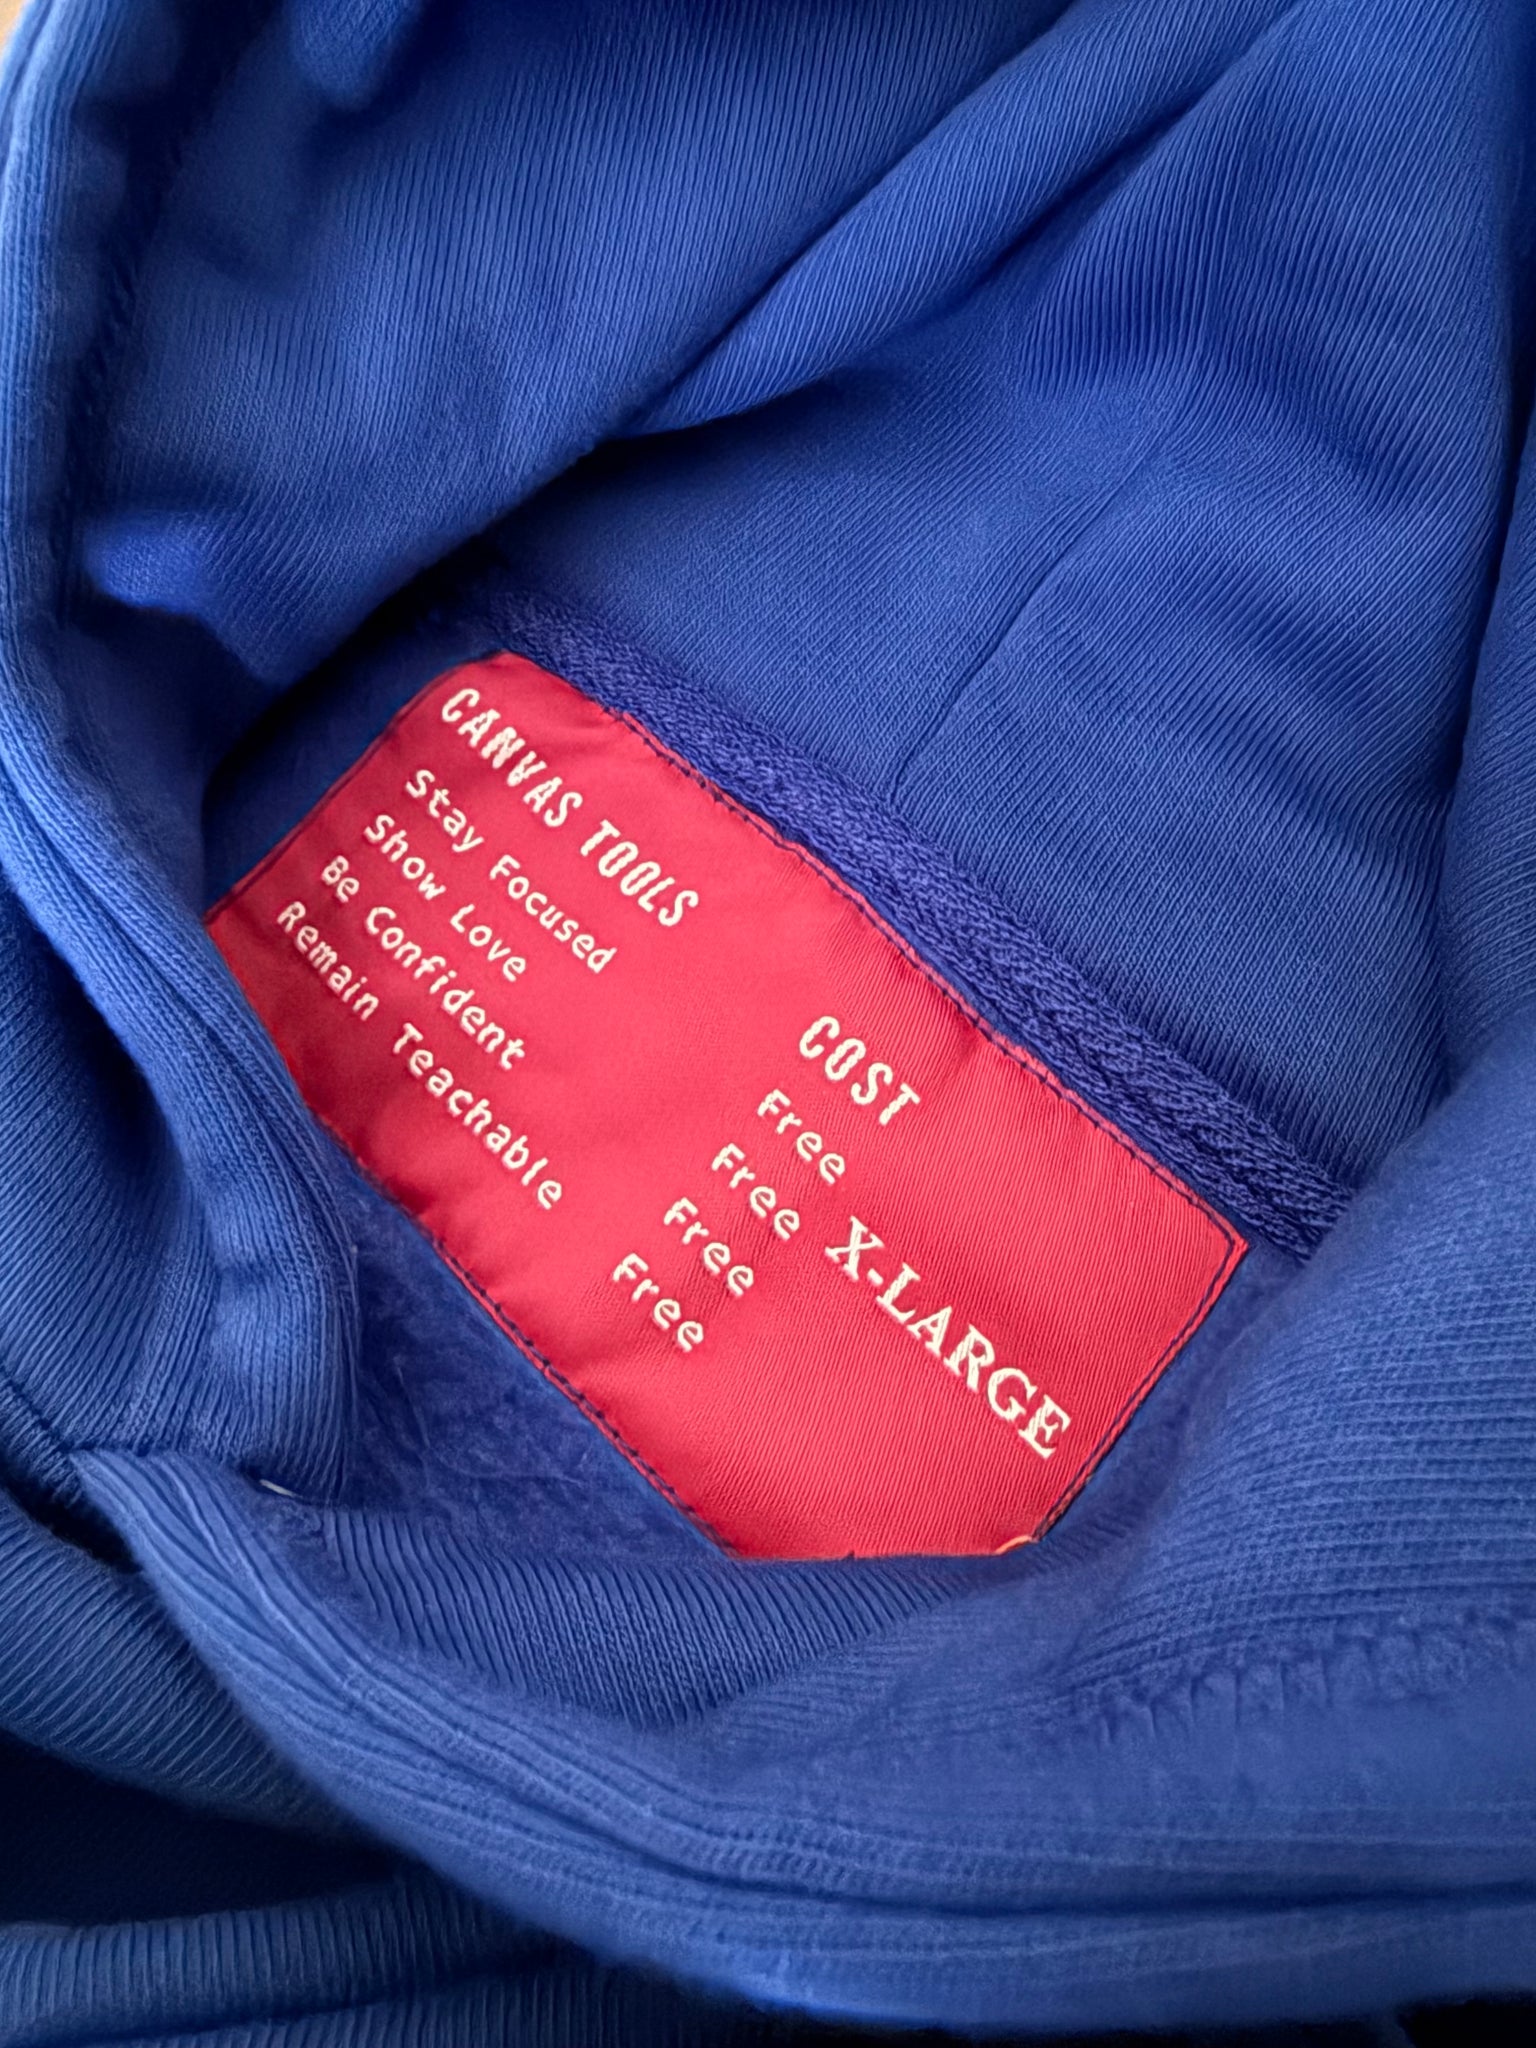 CANVAS TOOLS COST
Stay Focused Free
Show Love Free
Be Confident Free
Remain Teachable Free
X-LARGE